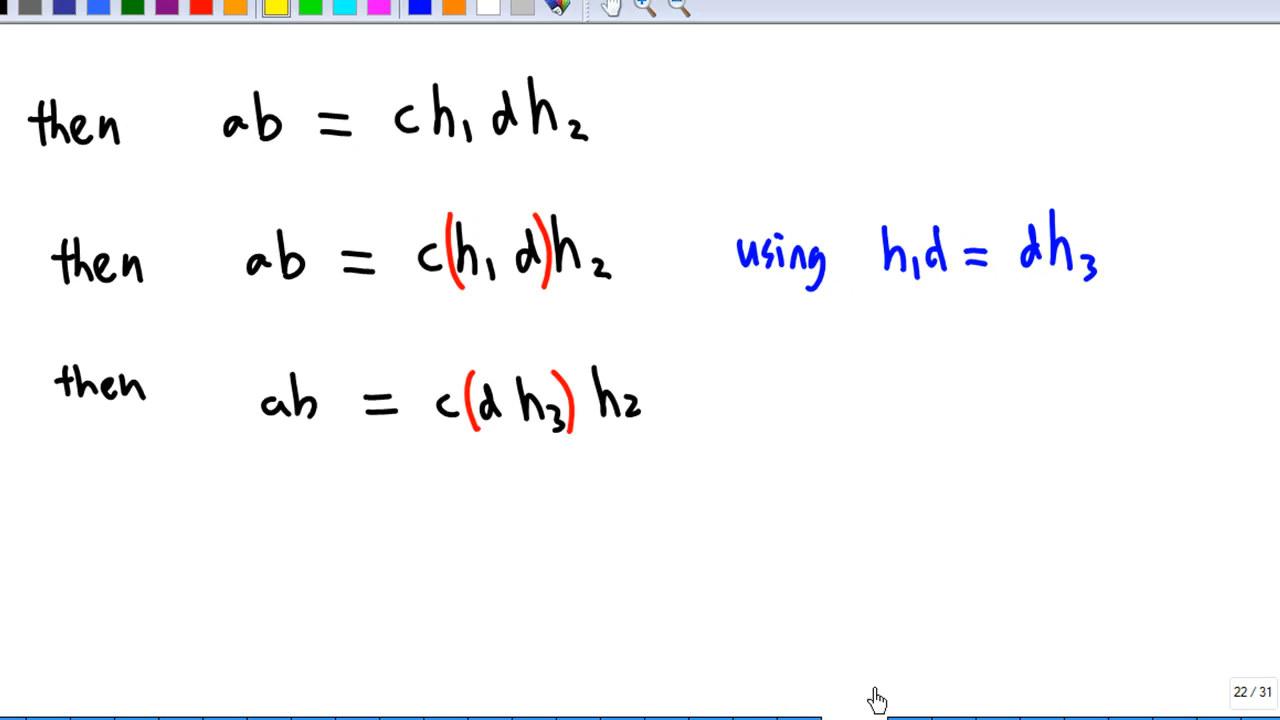 then ab = ch₁dh₂
then ab = c(h₁d)h₂ using h₁d = dh₃
then ab = c(dh₃)h₂
22 / 31